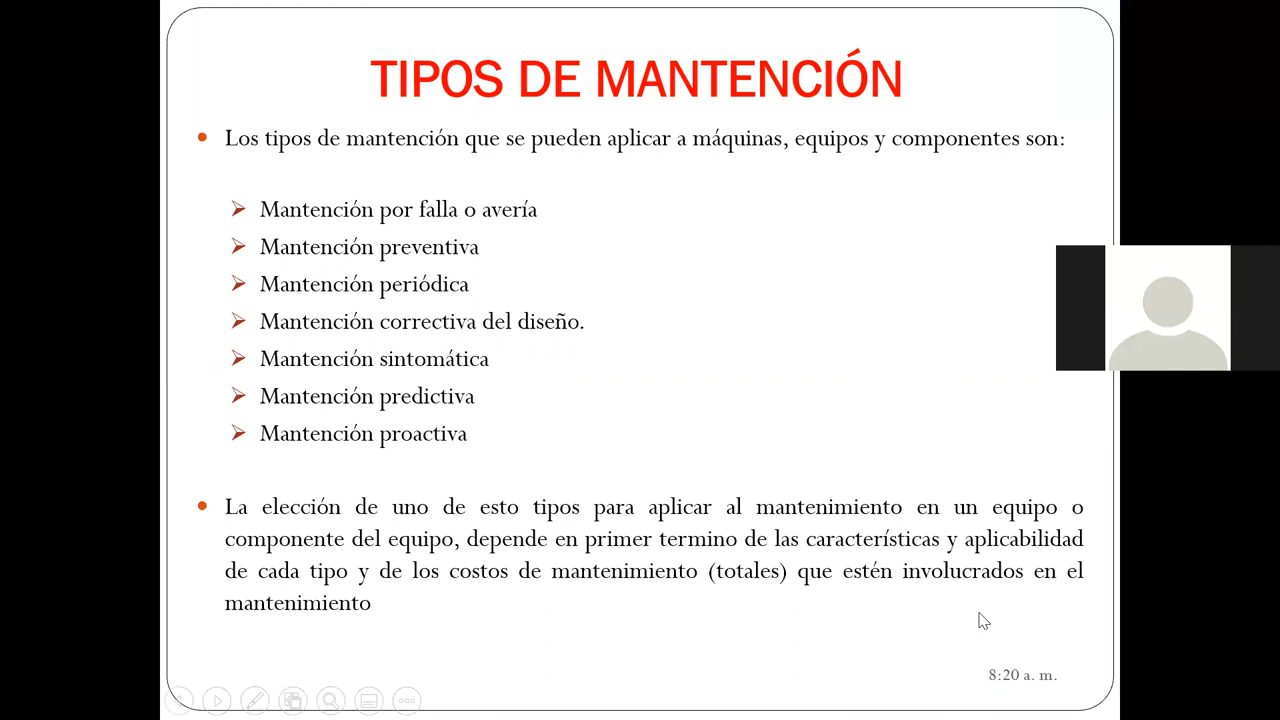 TIPOS DE MANTENCIÓN
Los tipos de mantención que se pueden aplicar a máquinas, equipos y componentes son:
Mantención por falla o avería
Mantención preventiva
Mantención periódica
Mantención correctiva del diseño.
Mantención sintomática
Mantención predictiva
Mantención proactiva
La elección de uno de esto tipos para aplicar al mantenimiento en un equipo o
componente del equipo, depende en primer termino de las características y aplicabilidad
de cada tipo y de los costos de mantenimiento (totales) que estén involucrados en el
mantenimiento
8:20 a. m.